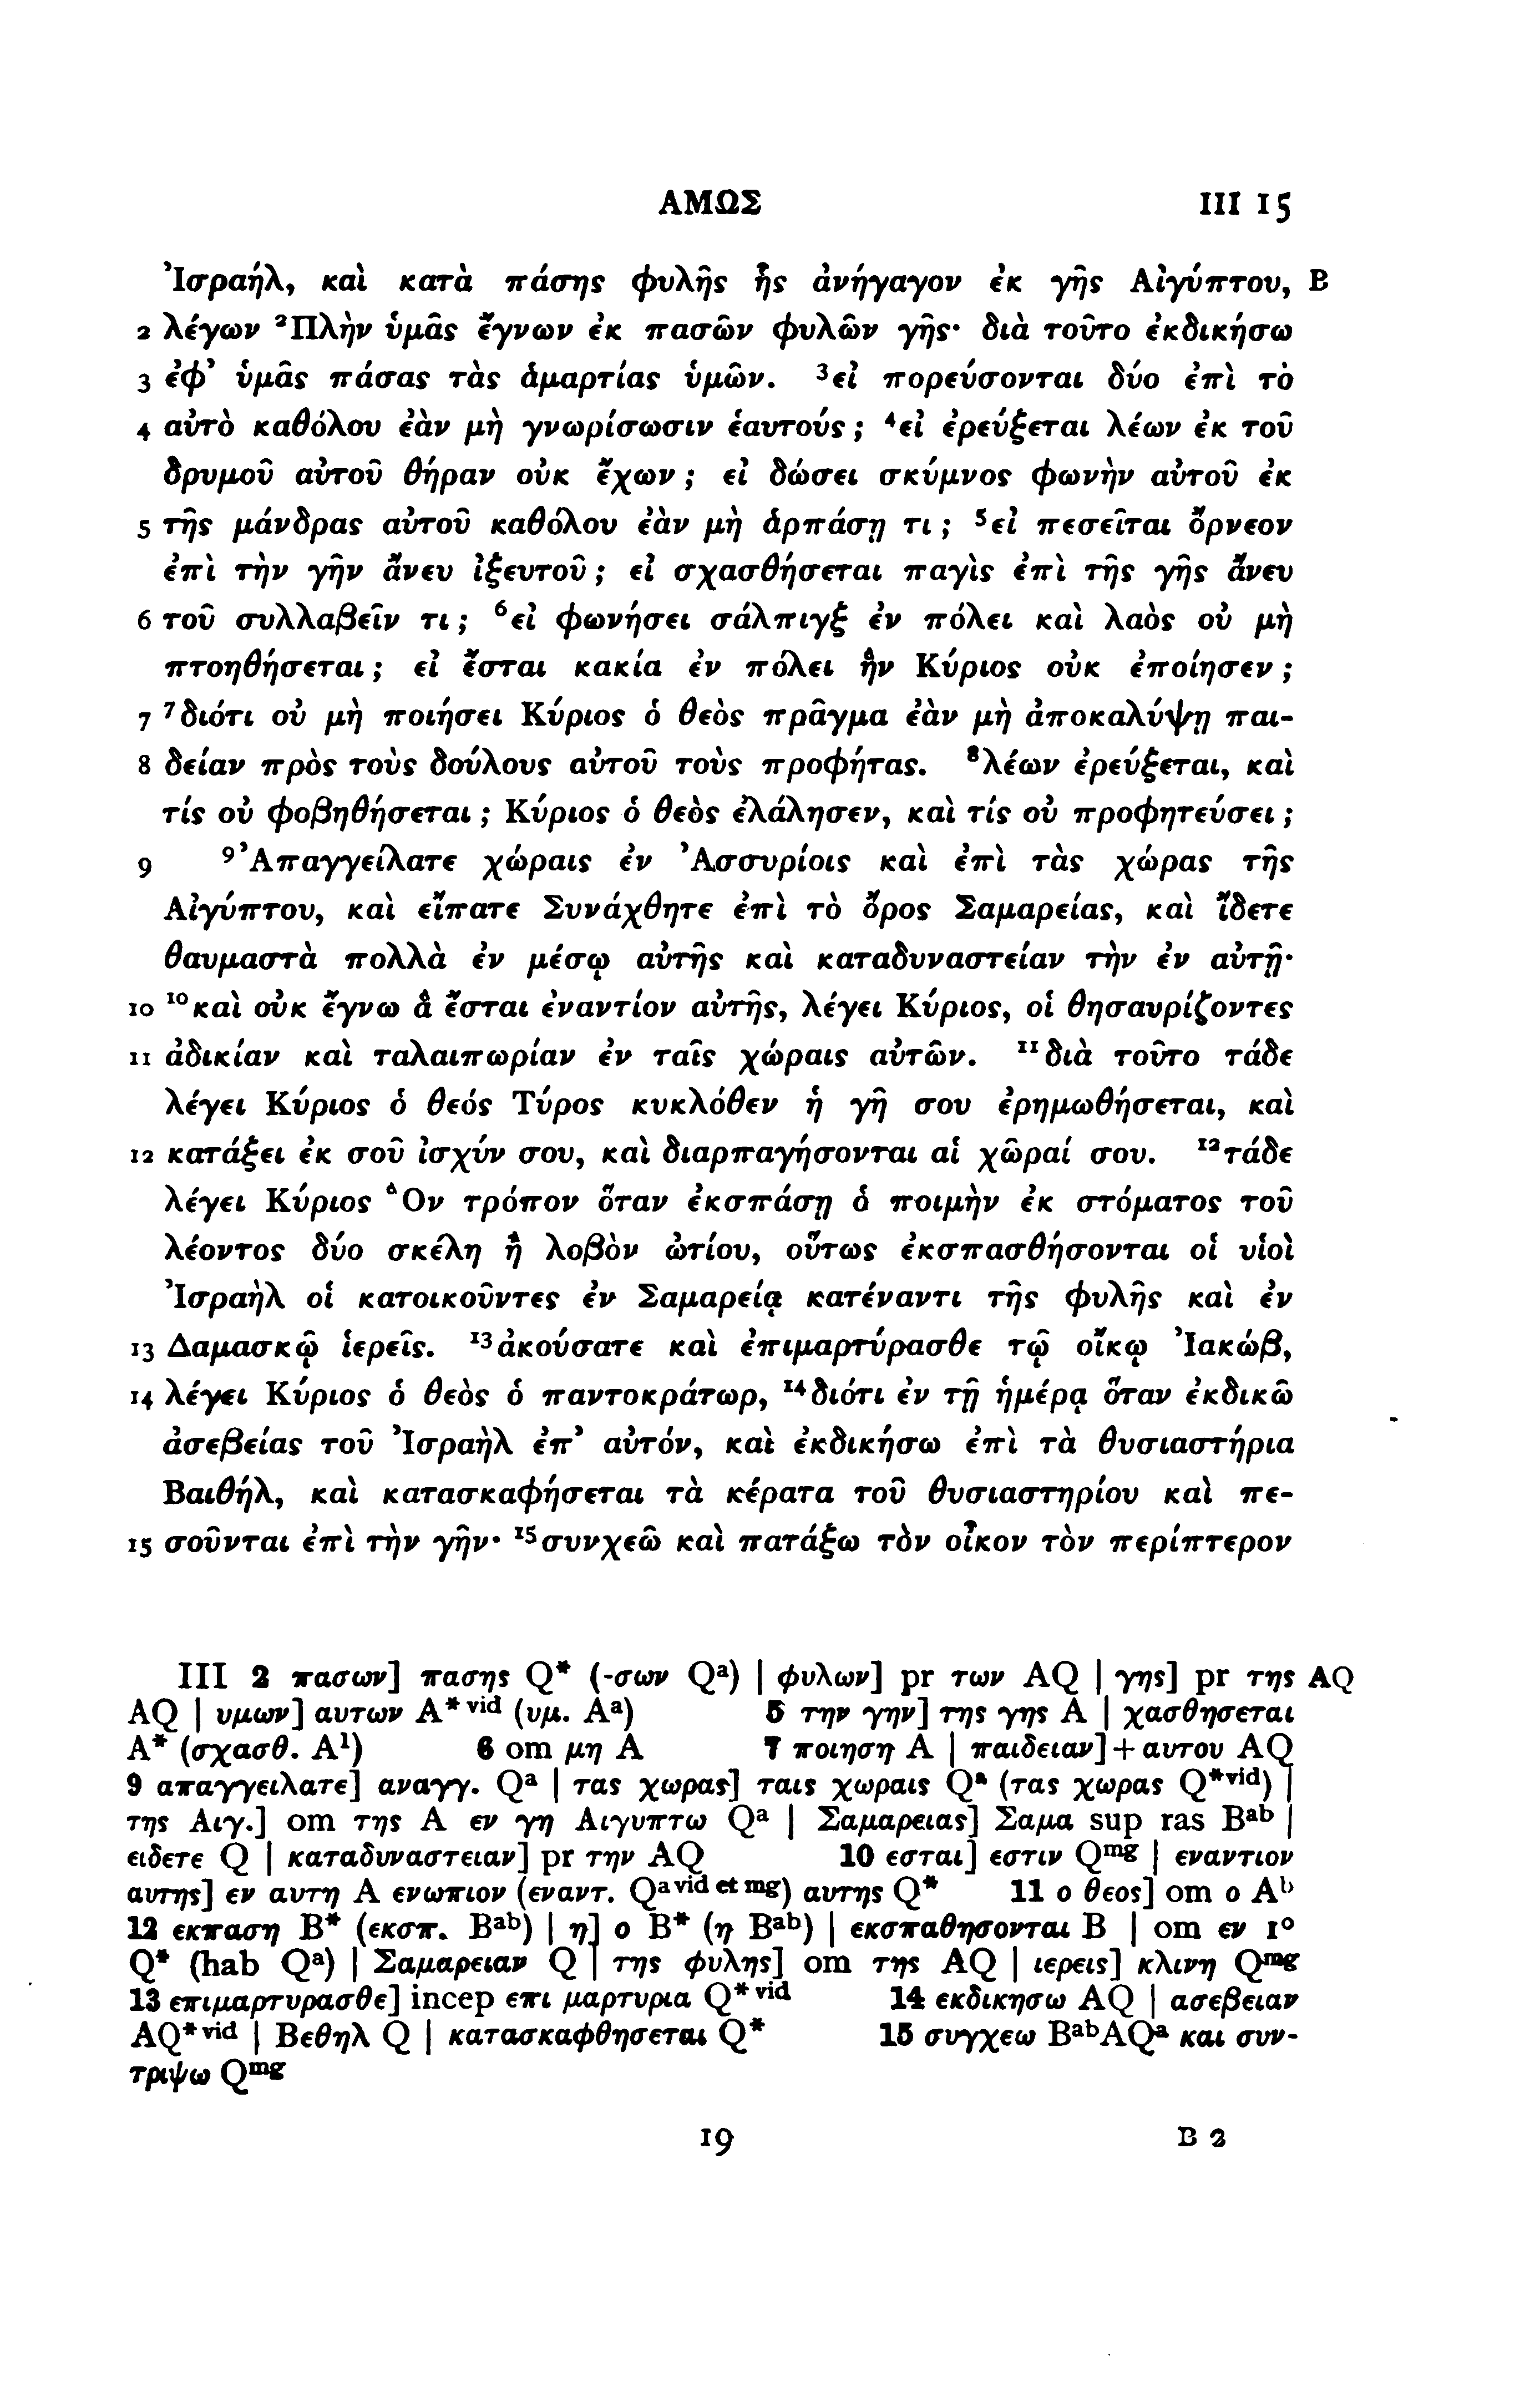 ΑΜΩΣ III 15
Ἰσραήλ, καὶ κατὰ πάσης φυλῆς ἧς ἀνήγαγον ἐκ γῆς Αἰγύπτου, B
2 λέγων ²Πλὴν ὑμᾶς ἔγνων ἐκ πασῶν φυλῶν γῆς· διὰ τοῦτο ἐκδικήσω
3 ἐφ’ ὑμᾶς πάσας τὰς ἁμαρτίας ὑμῶν. ³εἰ πορεύσονται δύο ἐπὶ τὸ
4 αὐτὸ καθόλου ἐὰν μὴ γνωρίσωσιν ἑαυτούς; ⁴εἰ ἐρεύξεται λέων ἐκ τοῦ
δρυμοῦ αὐτοῦ θήραν οὐκ ἔχων; εἰ δώσει σκύμνος φωνὴν αὐτοῦ ἐκ
5 τῆς μάνδρας αὐτοῦ καθόλου ἐὰν μὴ ἁρπάσῃ τι; ⁵εἰ πεσεῖται ὄρνεον
ἐπὶ τὴν γῆν ἄνευ ἰξευτοῦ; εἰ σχασθήσεται παγὶς ἐπὶ τῆς γῆς ἄνευ
6 τοῦ συλλαβεῖν τι; ⁶εἰ φωνήσει σάλπιγξ ἐν πόλει καὶ λαὸς οὐ μὴ
πτοηθήσεται; εἰ ἔσται κακία ἐν πόλει ἣν Κύριος οὐκ ἐποίησεν;
7 ⁷διότι οὐ μὴ ποιήσει Κύριος ὁ θεὸς πρᾶγμα ἐὰν μὴ ἀποκαλύψῃ παι-
8 δείαν πρὸς τοὺς δούλους αὐτοῦ τοὺς προφήτας. ⁸λέων ἐρεύξεται, καὶ
τίς οὐ φοβηθήσεται; Κύριος ὁ θεὸς ἐλάλησεν, καὶ τίς οὐ προφητεύσει;
9 ⁹Ἀπαγγείλατε χώραις ἐν Ἀσσυρίοις καὶ ἐπὶ τὰς χώρας τῆς
Αἰγύπτου, καὶ εἴπατε Συνάχθητε ἐπὶ τὸ ὄρος Σαμαρείας, καὶ ἴδετε
θαυμαστὰ πολλὰ ἐν μέσῳ αὐτῆς καὶ καταδυναστείαν τὴν ἐν αὐτῇ·
10 ¹⁰καὶ οὐκ ἔγνω ἃ ἔσται ἐναντίον αὐτῆς, λέγει Κύριος, οἱ θησαυρίζοντες
11 ἀδικίαν καὶ ταλαιπωρίαν ἐν ταῖς χώραις αὐτῶν. ¹¹διὰ τοῦτο τάδε
λέγει Κύριος ὁ θεός Τύρος κυκλόθεν ἡ γῆ σου ἐρημωθήσεται, καὶ
12 κατάξει ἐκ σοῦ ἰσχύν σου, καὶ διαρπαγήσονται αἱ χῶραί σου. ¹²τάδε
λέγει Κύριος Ὃν τρόπον ὅταν ἐκσπάσῃ ὁ ποιμὴν ἐκ στόματος τοῦ
λέοντος δύο σκέλη ἢ λοβὸν ὠτίου, οὕτως ἐκσπασθήσονται οἱ υἱοὶ
Ἰσραὴλ οἱ κατοικοῦντες ἐν Σαμαρείᾳ κατέναντι τῆς φυλῆς καὶ ἐν
13 Δαμασκῷ ἱερεῖς. ¹³ἀκούσατε καὶ ἐπιμαρτύρασθε τῷ οἴκῳ Ἰακώβ,
14 λέγει Κύριος ὁ θεὸς ὁ παντοκράτωρ, ¹⁴διότι ἐν τῇ ἡμέρᾳ ὅταν ἐκδικῶ
ἀσεβείας τοῦ Ἰσραὴλ ἐπ’ αὐτόν, καὶ ἐκδικήσω ἐπὶ τὰ θυσιαστήρια
Βαιθήλ, καὶ κατασκαφήσεται τὰ κέρατα τοῦ θυσιαστηρίου καὶ πε-
15 σοῦνται ἐπὶ τὴν γῆν· ¹⁵συνχεῶ καὶ πατάξω τὸν οἶκον τὸν περίπτερον
III 2 πασων] πασης Q* (-σων Qᵃ) | φυλων] pr των AQ | γης] pr της AQ
AQ | υμων] αυτων A*ᵛⁱᵈ (υμ. Aᵃ) 5 την γην] της γης A | χασθησεται
A* (σχασθ. A¹) 6 om μη A 7 ποιηση A | παιδειαν] + αυτου AQ
9 απαγγειλατε] αναγγ. Qᵃ | τας χωρας] ταις χωραις Qᵃ (τας χωρας Q*ᵛⁱᵈ) |
της Αιγ.] om της A εν γη Αιγυπτω Qᵃ | Σαμαρειας] Σαμα sup ras Bᵃᵇ |
ειδετε Q | καταδυναστειαν] pr την AQ 10 εσται] εστιν Qᵐᵍ | εναντιον
αυτης] εν αυτη A ενωπιον (εναντ. Qᵃ ᵛⁱᵈ ᵉᵗ ᵐᵍ) αυτης Q* 11 ο θεος] om ο Aᵇ
12 εκπαση B* (εκσπ. Bᵃᵇ) | η] ο B* (η Bᵃᵇ) | εκσπαθησονται B | om εν 1°
Q* (hab Qᵃ) | Σαμαρειαν Q | της φυλης] om της AQ | ιερεις] κλινη Qᵐᵍ
13 επιμαρτυρασθε] incep επι μαρτυρια Q*ᵛⁱᵈ 14 εκδικησω AQ | ασεβειαν
AQ*ᵛⁱᵈ | Βεθηλ Q | κατασκαφθησεται Q* 15 συγχεω BᵃᵇAQᵃ και συν-
τριψω Qᵐᵍ
19 B 2